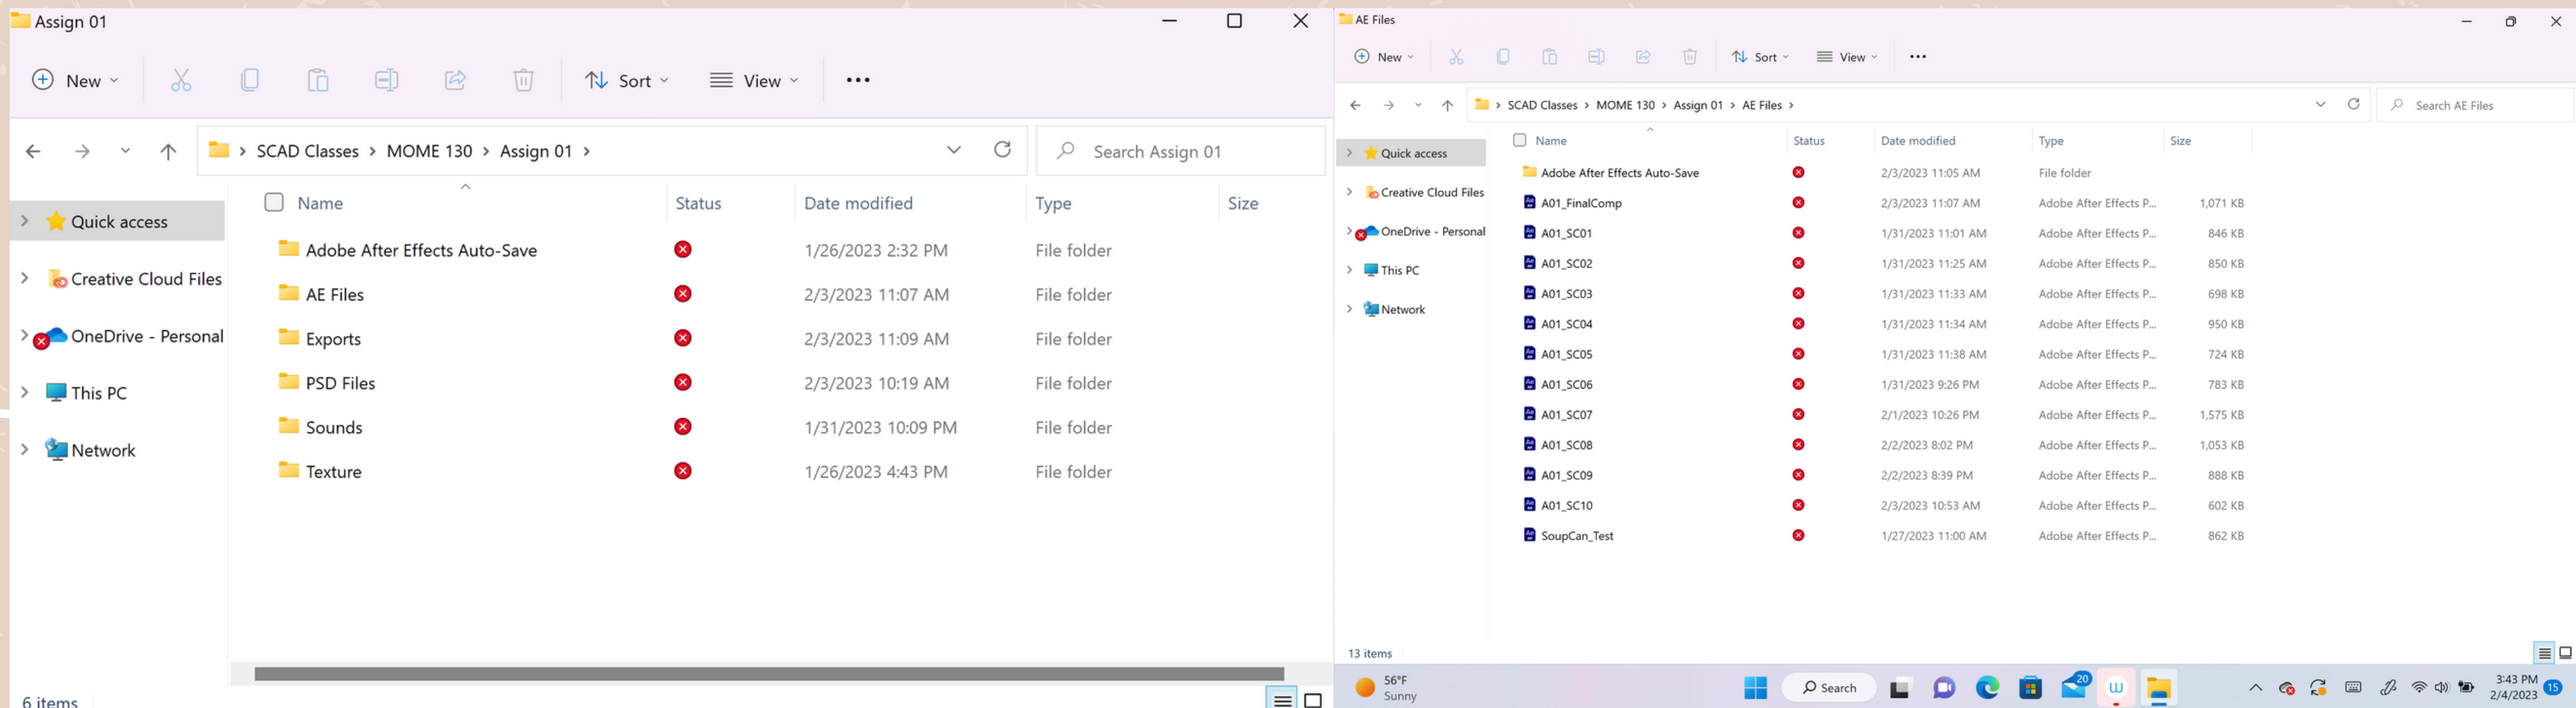 Assign 01
New
Sort
View
SCAD Classes > MOME 130 > Assign 01 >
Search Assign 01
Name Status Date modified Type Size
Quick access
Creative Cloud Files
OneDrive - Personal
This PC
Network
Adobe After Effects Auto-Save 1/26/2023 2:32 PM File folder
AE Files 2/3/2023 11:07 AM File folder
Exports 2/3/2023 11:09 AM File folder
PSD Files 2/3/2023 10:19 AM File folder
Sounds 1/31/2023 10:09 PM File folder
Texture 1/26/2023 4:43 PM File folder
6 items
AE Files
New
Sort
View
SCAD Classes > MOME 130 > Assign 01 > AE Files >
Search AE Files
Name Status Date modified Type Size
Quick access
Creative Cloud Files
OneDrive - Personal
This PC
Network
Adobe After Effects Auto-Save 2/3/2023 11:05 AM File folder
A01_FinalComp 2/3/2023 11:07 AM Adobe After Effects P... 1,071 KB
A01_SC01 1/31/2023 11:01 AM Adobe After Effects P... 846 KB
A01_SC02 1/31/2023 11:25 AM Adobe After Effects P... 850 KB
A01_SC03 1/31/2023 11:33 AM Adobe After Effects P... 698 KB
A01_SC04 1/31/2023 11:34 AM Adobe After Effects P... 950 KB
A01_SC05 1/31/2023 11:38 AM Adobe After Effects P... 724 KB
A01_SC06 1/31/2023 9:26 PM Adobe After Effects P... 783 KB
A01_SC07 2/1/2023 10:26 PM Adobe After Effects P... 1,575 KB
A01_SC08 2/2/2023 8:02 PM Adobe After Effects P... 1,053 KB
A01_SC09 2/2/2023 8:39 PM Adobe After Effects P... 888 KB
A01_SC10 2/3/2023 10:53 AM Adobe After Effects P... 602 KB
SoupCan_Test 1/27/2023 11:00 AM Adobe After Effects P... 862 KB
13 items
56°F
Sunny
Search
20
3:43 PM
2/4/2023
15